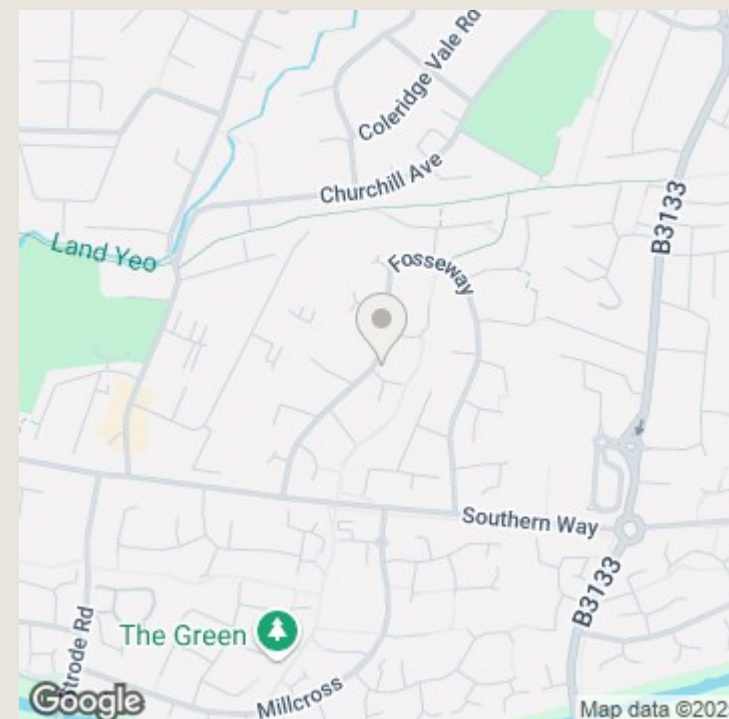 Coleridge Vale Rd
Churchill Ave
B3133
Land Yeo
Fosseway
Southern Way
B3133
The Green
trode Rd
Millcross
Google
Map data ©202